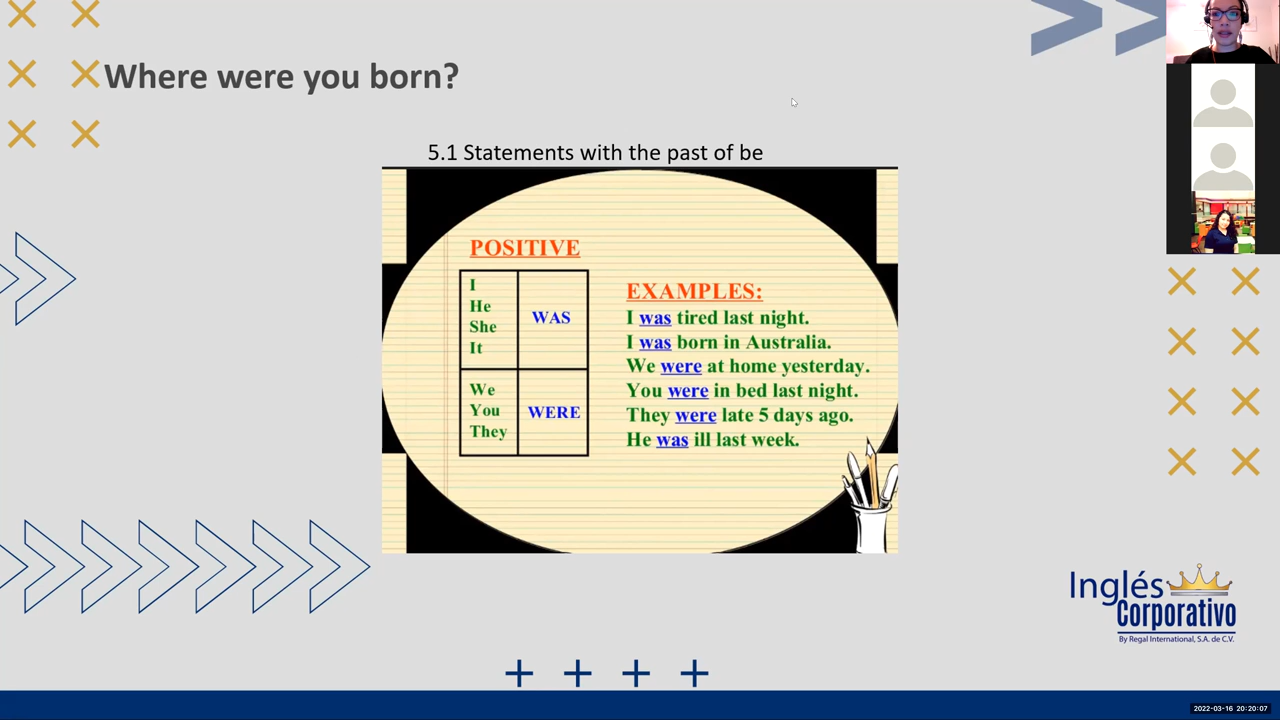 Where were you born?
5.1 Statements with the past of be
POSITIVE
I
He
She
It
WAS
We
You
They
WERE
EXAMPLES:
I was tired last night.
I was born in Australia.
We were at home yesterday.
You were in bed last night.
They were late 5 days ago.
He was ill last week.
Inglés
Corporativo
By Regal International, S.A. de C.V.
2022-03-16 20:20:07